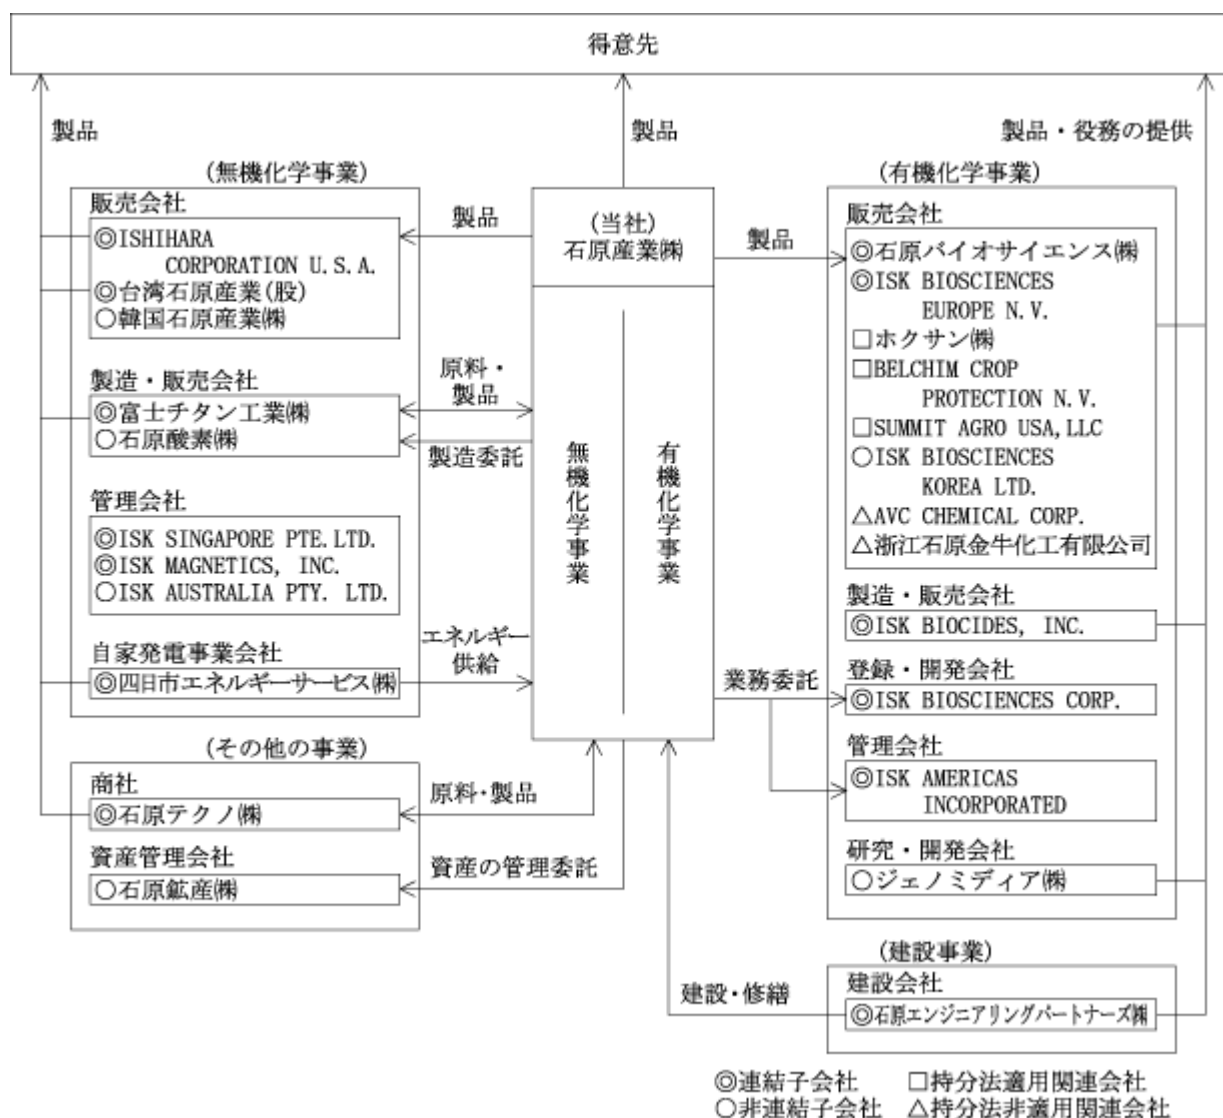 得意先
製品
製品
製品・役務の提供
(無機化学事業)
販売会社
◎ISHIHARA
CORPORATION U.S.A.
◎台湾石原産業(股)
○韓国石原産業㈱
製造・販売会社
◎富士チタン工業㈱
○石原酸素㈱
管理会社
◎ISK SINGAPORE PTE.LTD.
◎ISK MAGNETICS, INC.
○ISK AUSTRALIA PTY. LTD.
自家発電事業会社
◎四日市エネルギーサービス㈱
(その他の事業)
商社
◎石原テクノ㈱
資産管理会社
○石原鉱産㈱
製品
原料・
製品
製造委託
エネルギー
供給
原料・製品
資産の管理委託
(当社)
石原産業㈱
無機化学事業
有機化学事業
製品
業務委託
建設・修繕
(有機化学事業)
販売会社
◎石原バイオサイエンス㈱
◎ISK BIOSCIENCES
EUROPE N.V.
□ホクサン㈱
□BELCHIM CROP
PROTECTION N.V.
□SUMMIT AGRO USA,LLC
○ISK BIOSCIENCES
KOREA LTD.
△AVC CHEMICAL CORP.
△浙江石原金牛化工有限公司
製造・販売会社
◎ISK BIOCIDES, INC.
登録・開発会社
◎ISK BIOSCIENCES CORP.
管理会社
◎ISK AMERICAS
INCORPORATED
研究・開発会社
○ジェノミディア㈱
(建設事業)
建設会社
◎石原エンジニアリングパートナーズ㈱
◎連結子会社 □持分法適用関連会社
○非連結子会社 △持分法非適用関連会社